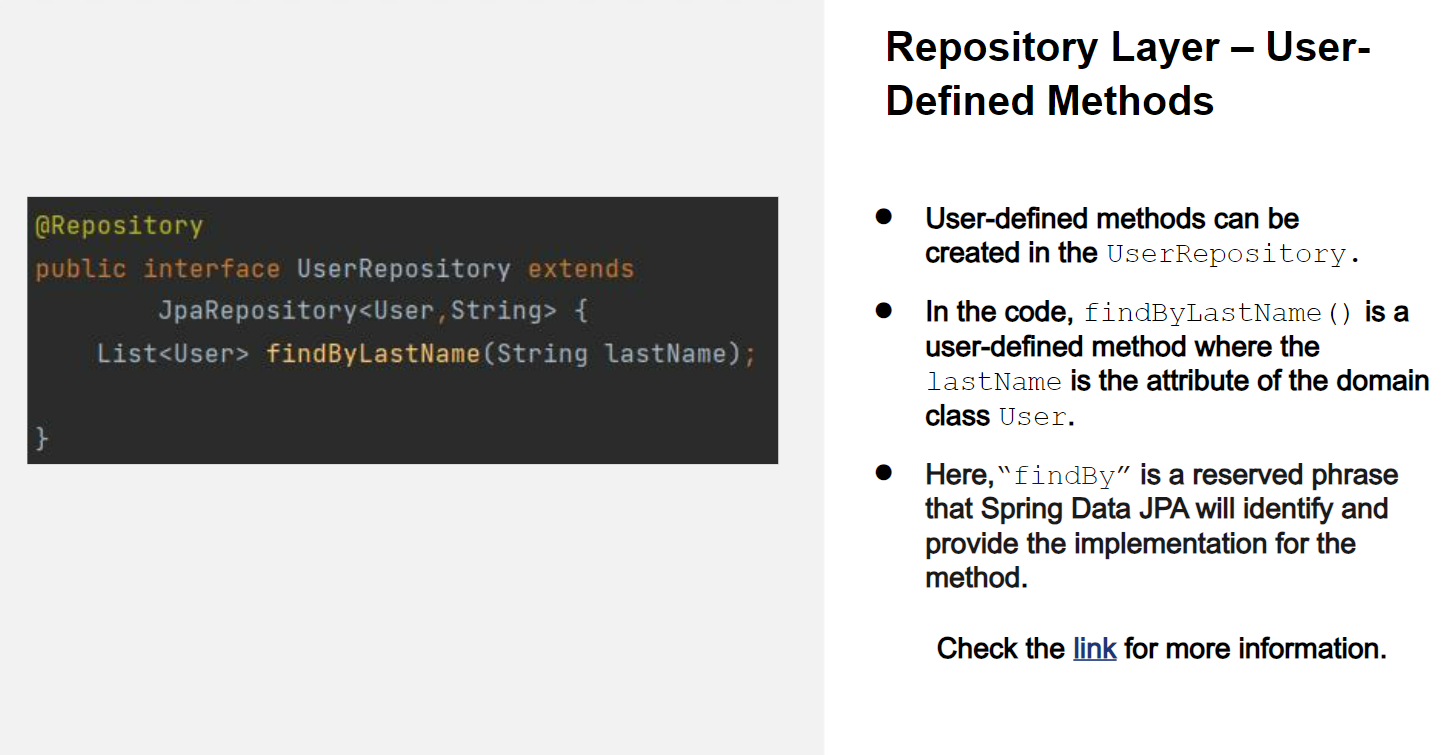 Repository Layer – User-
Defined Methods
@Repository
public interface UserRepository extends
JpaRepository<User,String> {
List<User> findByLastName(String lastName);
}
● User-defined methods can be
created in the UserRepository.
● In the code, findByLastName() is a
user-defined method where the
lastName is the attribute of the domain
class User.
● Here,“findBy” is a reserved phrase
that Spring Data JPA will identify and
provide the implementation for the
method.
Check the link for more information.